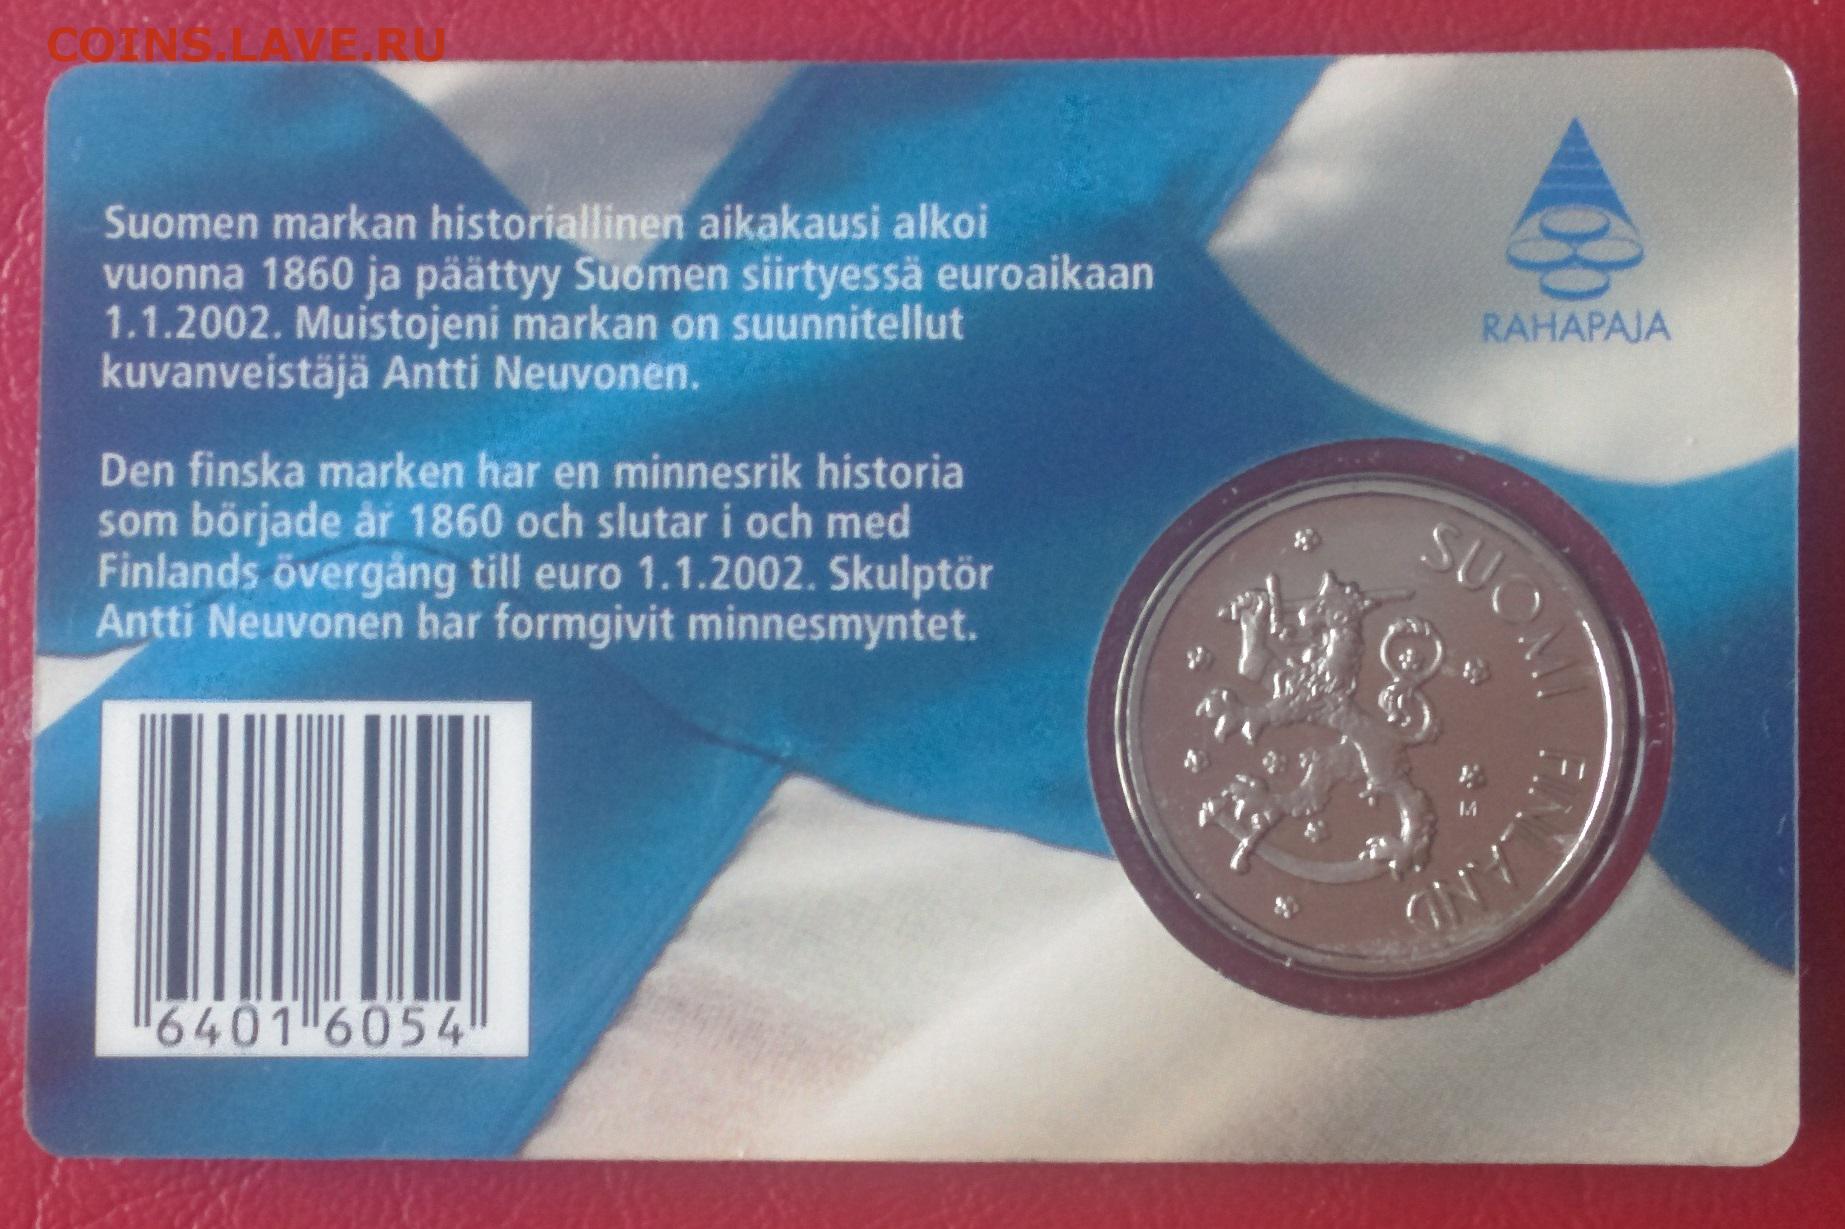 COINS.LAVE.RU
Suomen markan historiallinen aikakausi alkoi
vuonna 1860 ja päättyy Suomen siirtyessä euroaikaan
1.1.2002. Muistojeni markan on suunnitellut
kuvanveistäjä Antti Neuvonen.
Den finska marken har en minnesrik historia
som började år 1860 och slutar i och med
Finlands övergång till euro 1.1.2002. Skulptör
Antti Neuvonen har formgivit minnesmyntet.
RAHAPAJA
SUOMI FINLAND
M
64016054